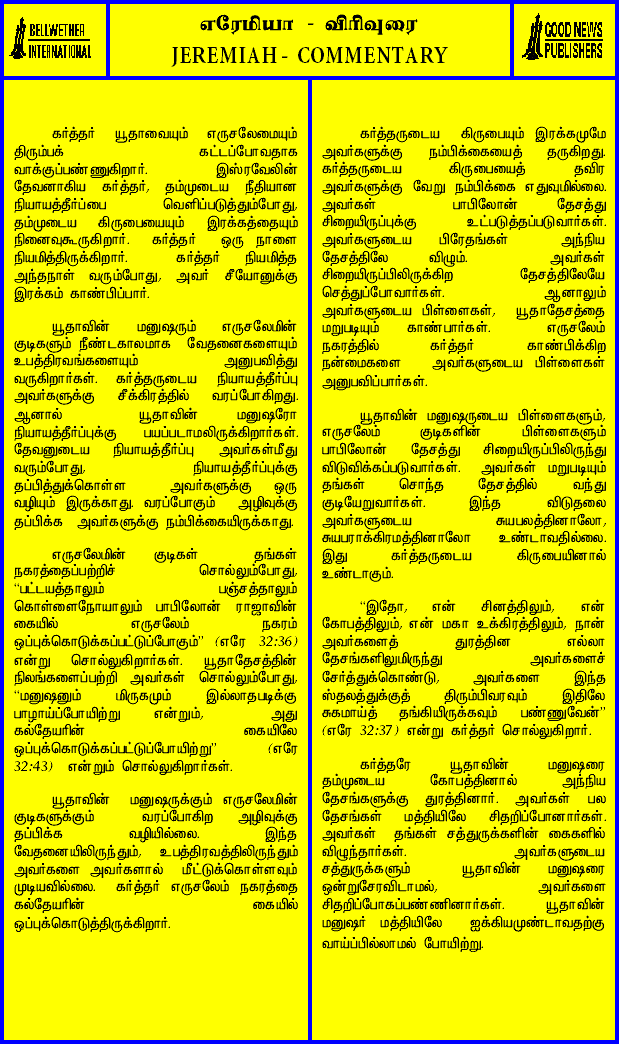 BELLWETHER
INTERNATIONAL
எரேமியா - விரிவுரை
JEREMIAH - COMMENTARY
GOOD NEWS
PUBLISHERS
கர்த்தர் யூதாவையும் எருசலேமையும்
திரும்பக் கட்டப்போவதாக
வாக்குப்பண்ணுகிறார். இஸ்ரவேலின்
தேவனாகிய கர்த்தர், தம்முடைய நீதியான
நியாயத்தீர்ப்பை வெளிப்படுத்தும்போது,
தம்முடைய கிருபையையும் இரக்கத்தையும்
நினைவுகூருகிறார். கர்த்தர் ஒரு நாளை
நியமித்திருக்கிறார். கர்த்தர் நியமித்த
அந்தநாள் வரும்போது, அவர் சீயோனுக்கு
இரக்கம் காண்பிப்பார்.
யூதாவின் மனுஷரும் எருசலேமின்
குடிகளும் நீண்டகாலமாக வேதனைகளையும்
உபத்திரவங்களையும் அனுபவித்து
வருகிறார்கள். கர்த்தருடைய நியாயத்தீர்ப்பு
அவர்களுக்கு சீக்கிரத்தில் வரப்போகிறது.
ஆனால் யூதாவின் மனுஷரோ
நியாயத்தீர்ப்புக்கு பயப்படாமலிருக்கிறார்கள்.
தேவனுடைய நியாயத்தீர்ப்பு அவர்கள்மீது
வரும்போது, நியாயத்தீர்ப்புக்கு
தப்பித்துக்கொள்ள அவர்களுக்கு ஒரு
வழியும் இருக்காது. வரப்போகும் அழிவுக்கு
தப்பிக்க அவர்களுக்கு நம்பிக்கையிருக்காது.
எருசலேமின் குடிகள் தங்கள்
நகரத்தைப்பற்றிச் சொல்லும்போது,
“பட்டயத்தாலும் பஞ்சத்தாலும்
கொள்ளைநோயாலும் பாபிலோன் ராஜாவின்
கையில் எருசலேம் நகரம்
ஒப்புக்கொடுக்கப்பட்டுப்போகும்” (எரே 32:36)
என்று சொல்லுகிறார்கள். யூதாதேசத்தின்
நிலங்களைப்பற்றி அவர்கள் சொல்லும்போது,
“மனுஷனும் மிருகமும் இல்லாதபடிக்கு
பாழாய்ப்போயிற்று என்றும், அது
கல்தேயரின் கையிலே
ஒப்புக்கொடுக்கப்பட்டுப்போயிற்று” (எரே
32:43) என்றும் சொல்லுகிறார்கள்.
யூதாவின் மனுஷருக்கும் எருசலேமின்
குடிகளுக்கும் வரப்போகிற அழிவுக்கு
தப்பிக்க வழியில்லை. இந்த
வேதனையிலிருந்தும், உபத்திரவத்திலிருந்தும்
அவர்களை அவர்களால் மீட்டுக்கொள்ளவும்
முடியவில்லை. கர்த்தர் எருசலேம் நகரத்தை
கல்தேயரின் கையில்
ஒப்புக்கொடுத்திருக்கிறார்.
கர்த்தருடைய கிருபையும் இரக்கமுமே
அவர்களுக்கு நம்பிக்கையைத் தருகிறது.
கர்த்தருடைய கிருபையைத் தவிர
அவர்களுக்கு வேறு நம்பிக்கை எதுவுமில்லை.
அவர்கள் பாபிலோன் தேசத்து
சிறையிருப்புக்கு உட்படுத்தப்படுவார்கள்.
அவர்களுடைய பிரேதங்கள் அந்நிய
தேசத்திலே விழும். அவர்கள்
சிறையிருப்பிலிருக்கிற தேசத்திலேயே
செத்துப்போவார்கள். ஆனாலும்
அவர்களுடைய பிள்ளைகள், யூதாதேசத்தை
மறுபடியும் காண்பார்கள். எருசலேம்
நகரத்தில் கர்த்தர் காண்பிக்கிற
நன்மைகளை அவர்களுடைய பிள்ளைகள்
அனுபவிப்பார்கள்.
யூதாவின் மனுஷருடைய பிள்ளைகளும்,
எருசலேம் குடிகளின் பிள்ளைகளும்
பாபிலோன் தேசத்து சிறையிருப்பிலிருந்து
விடுவிக்கப்படுவார்கள். அவர்கள் மறுபடியும்
தங்கள் சொந்த தேசத்தில் வந்து
குடியேறுவார்கள். இந்த விடுதலை
அவர்களுடைய சுயபலத்தினாலோ,
சுயபராக்கிரமத்தினாலோ உண்டாவதில்லை.
இது கர்த்தருடைய கிருபையினால்
உண்டாகும்.
“இதோ, என் சினத்திலும், என்
கோபத்திலும், என் மகா உக்கிரத்திலும், நான்
அவர்களைத் துரத்தின எல்லா
தேசங்களிலுமிருந்து அவர்களைச்
சேர்த்துக்கொண்டு, அவர்களை இந்த
ஸ்தலத்துக்குத் திரும்பிவரவும் இதிலே
சுகமாய்த் தங்கியிருக்கவும் பண்ணுவேன்”
(எரே 32:37) என்று கர்த்தர் சொல்லுகிறார்.
கர்த்தரே யூதாவின் மனுஷரை
தம்முடைய கோபத்தினால் அந்நிய
தேசங்களுக்கு துரத்தினார். அவர்கள் பல
தேசங்கள் மத்தியிலே சிதறிப்போனார்கள்.
அவர்கள் தங்கள் சத்துருக்களின் கைகளில்
விழுந்தார்கள். அவர்களுடைய
சத்துருக்களும் யூதாவின் மனுஷரை
ஒன்றுசேரவிடாமல், அவர்களை
சிதறிப்போகப்பண்ணினார்கள். யூதாவின்
மனுஷர் மத்தியிலே ஐக்கியமுண்டாவதற்கு
வாய்ப்பில்லாமல் போயிற்று.